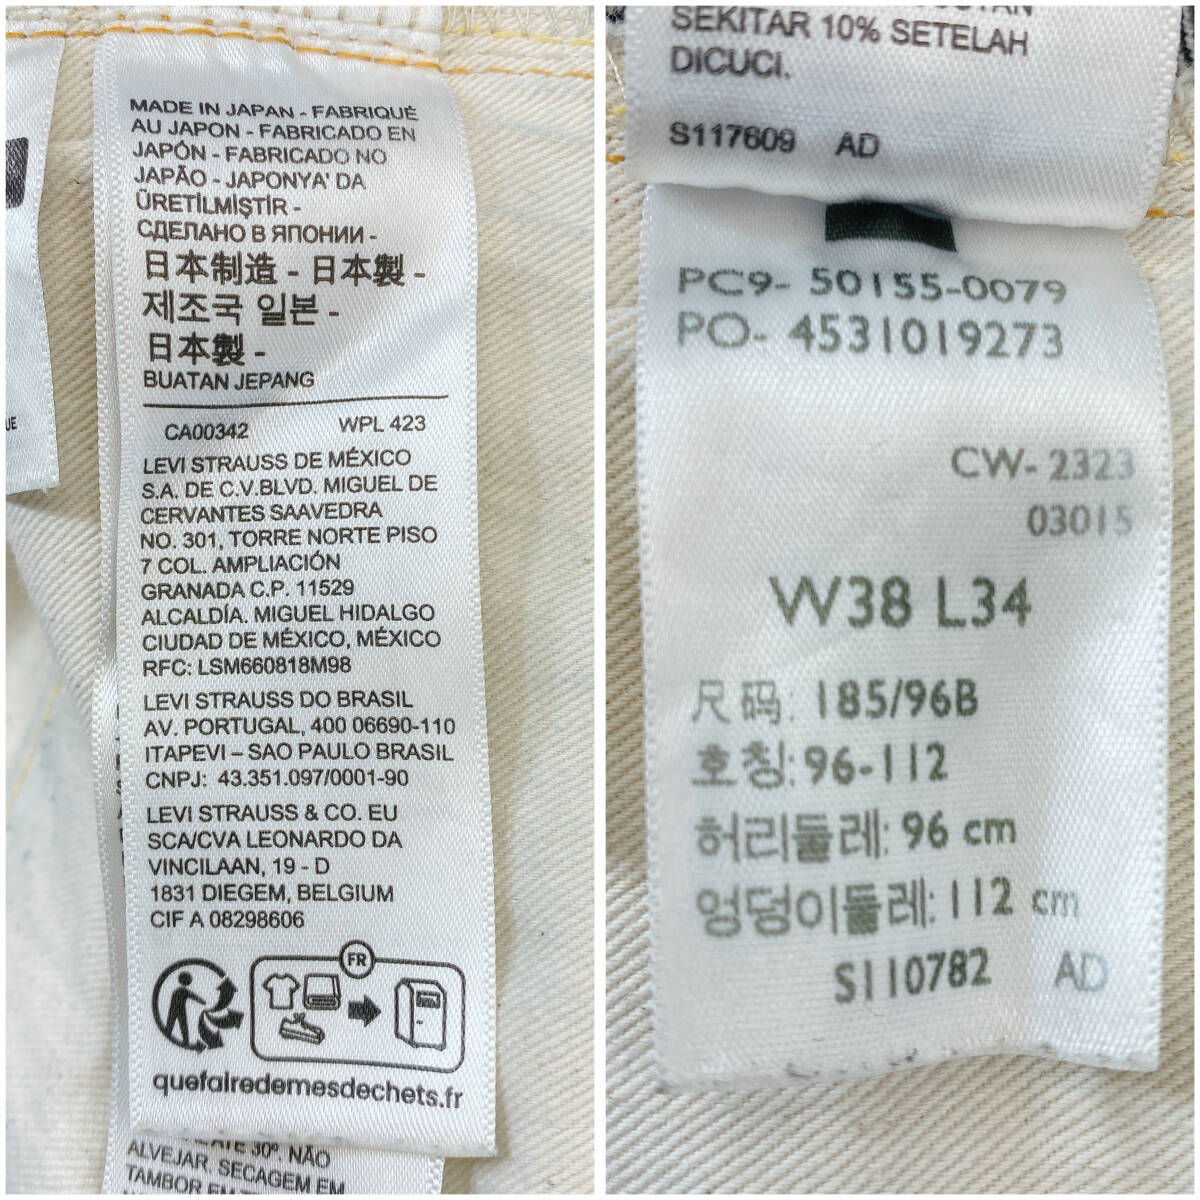 MADE IN JAPAN - FABRIQUÉ
AU JAPON - FABRICADO EN
JAPÓN - FABRICADO NO
JAPÃO - JAPONYA' DA
ÜRETİLMİŞTİR -
СДЕЛАНО В ЯПОНИИ -
日本制造 - 日本製 -
제조국 일본 -
日本製 -
BUATAN JEPANG
CA00342 WPL 423
LEVI STRAUSS DE MÉXICO
S.A. DE C.V.BLVD. MIGUEL DE
CERVANTES SAAVEDRA
NO. 301, TORRE NORTE PISO
7 COL. AMPLIACIÓN
GRANADA C.P. 11529
ALCALDÍA. MIGUEL HIDALGO
CIUDAD DE MÉXICO, MÉXICO
RFC: LSM660818M98
LEVI STRAUSS DO BRASIL
AV. PORTUGAL, 400 06690-110
ITAPEVI – SAO PAULO BRASIL
CNPJ: 43.351.097/0001-90
LEVI STRAUSS & CO. EU
SCA/CVA LEONARDO DA
VINCILAAN, 19 - D
1831 DIEGEM, BELGIUM
CIF A 08298606
FR
quefairedemesdechets.fr
30º. NÃO
ALVEJAR. SECAGEM EM
TAMBOR EM
SEKITAR 10% SETELAH
DICUCI.
S117609 AD
PC9- 50155-0079
PO- 4531019273
CW- 2323
03015
W38 L34
尺码: 185/96B
호칭: 96-112
허리둘레: 96 cm
엉덩이둘레: 112 cm
S110782 AD